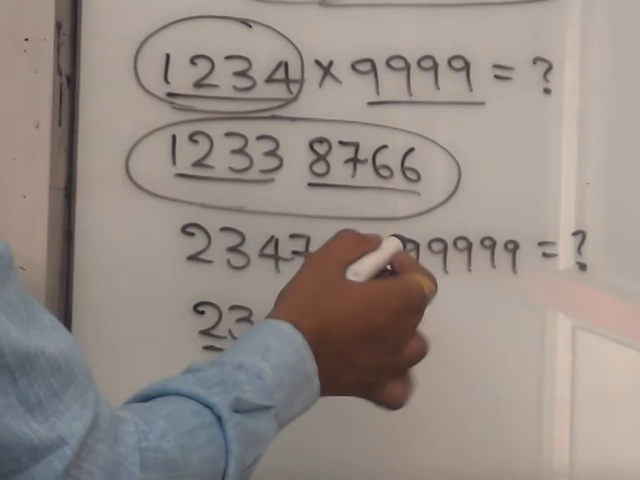 1234 × 9999 = ?
1233 8766
2347 99999 = ?
23